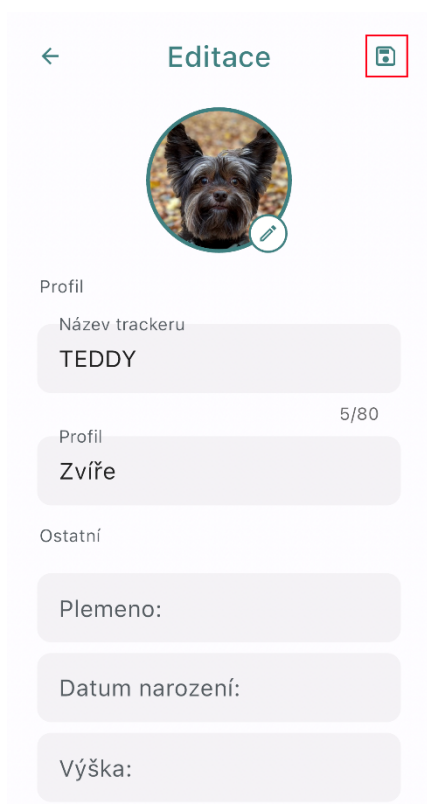 Editace
Profil
Název trackeru
TEDDY
5/80
Profil
Zvíře
Ostatní
Plemeno:
Datum narození:
Výška: